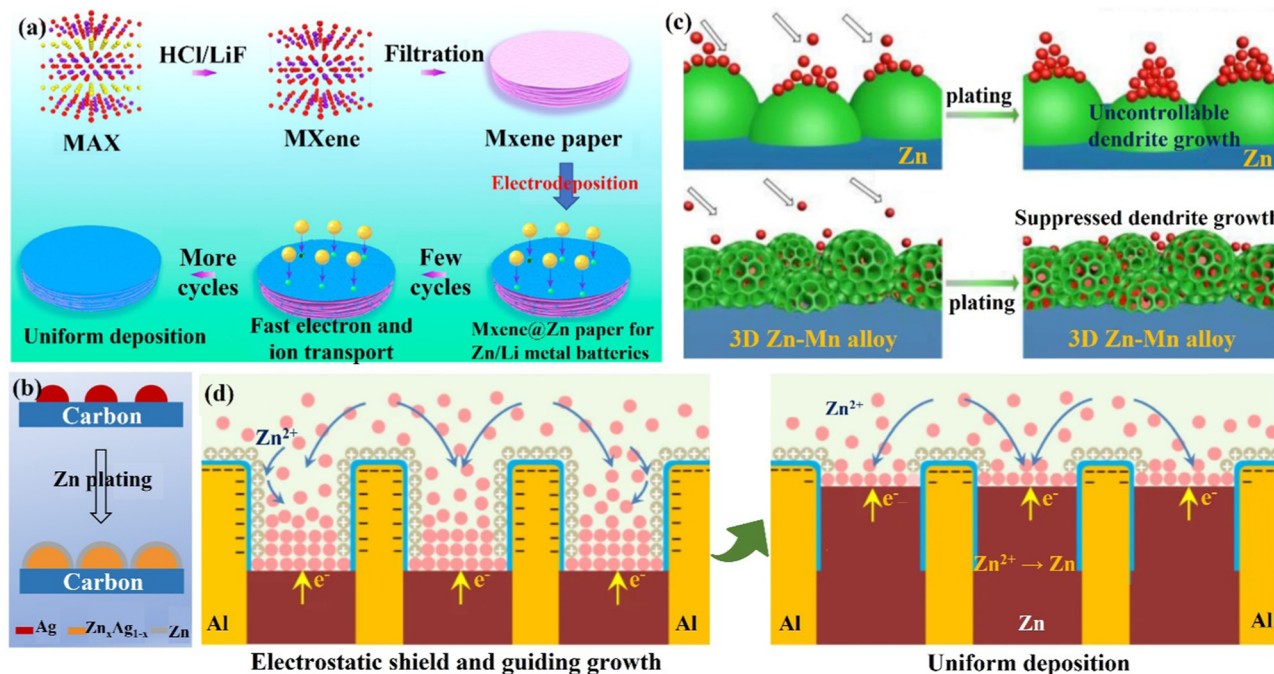 (a)
HCl/LiF
Filtration
MAX
MXene
Mxene paper
Electrodeposition
More
cycles
Few
cycles
Uniform deposition
Fast electron and
ion transport
Mxene@Zn paper for
Zn/Li metal batteries
(b)
Carbon
Zn plating
Carbon
Ag
ZnₓAg₁₋ₓ
Zn
(c)
plating
Zn
Uncontrollable
dendrite growth
Zn
Suppressed dendrite growth
plating
3D Zn-Mn alloy
3D Zn-Mn alloy
(d)
Zn²⁺
e⁻
e⁻
e⁻
Al
Al
Electrostatic shield and guiding growth
Zn²⁺
e⁻
e⁻
e⁻
Zn²⁺ → Zn
Al
Zn
Al
Uniform deposition